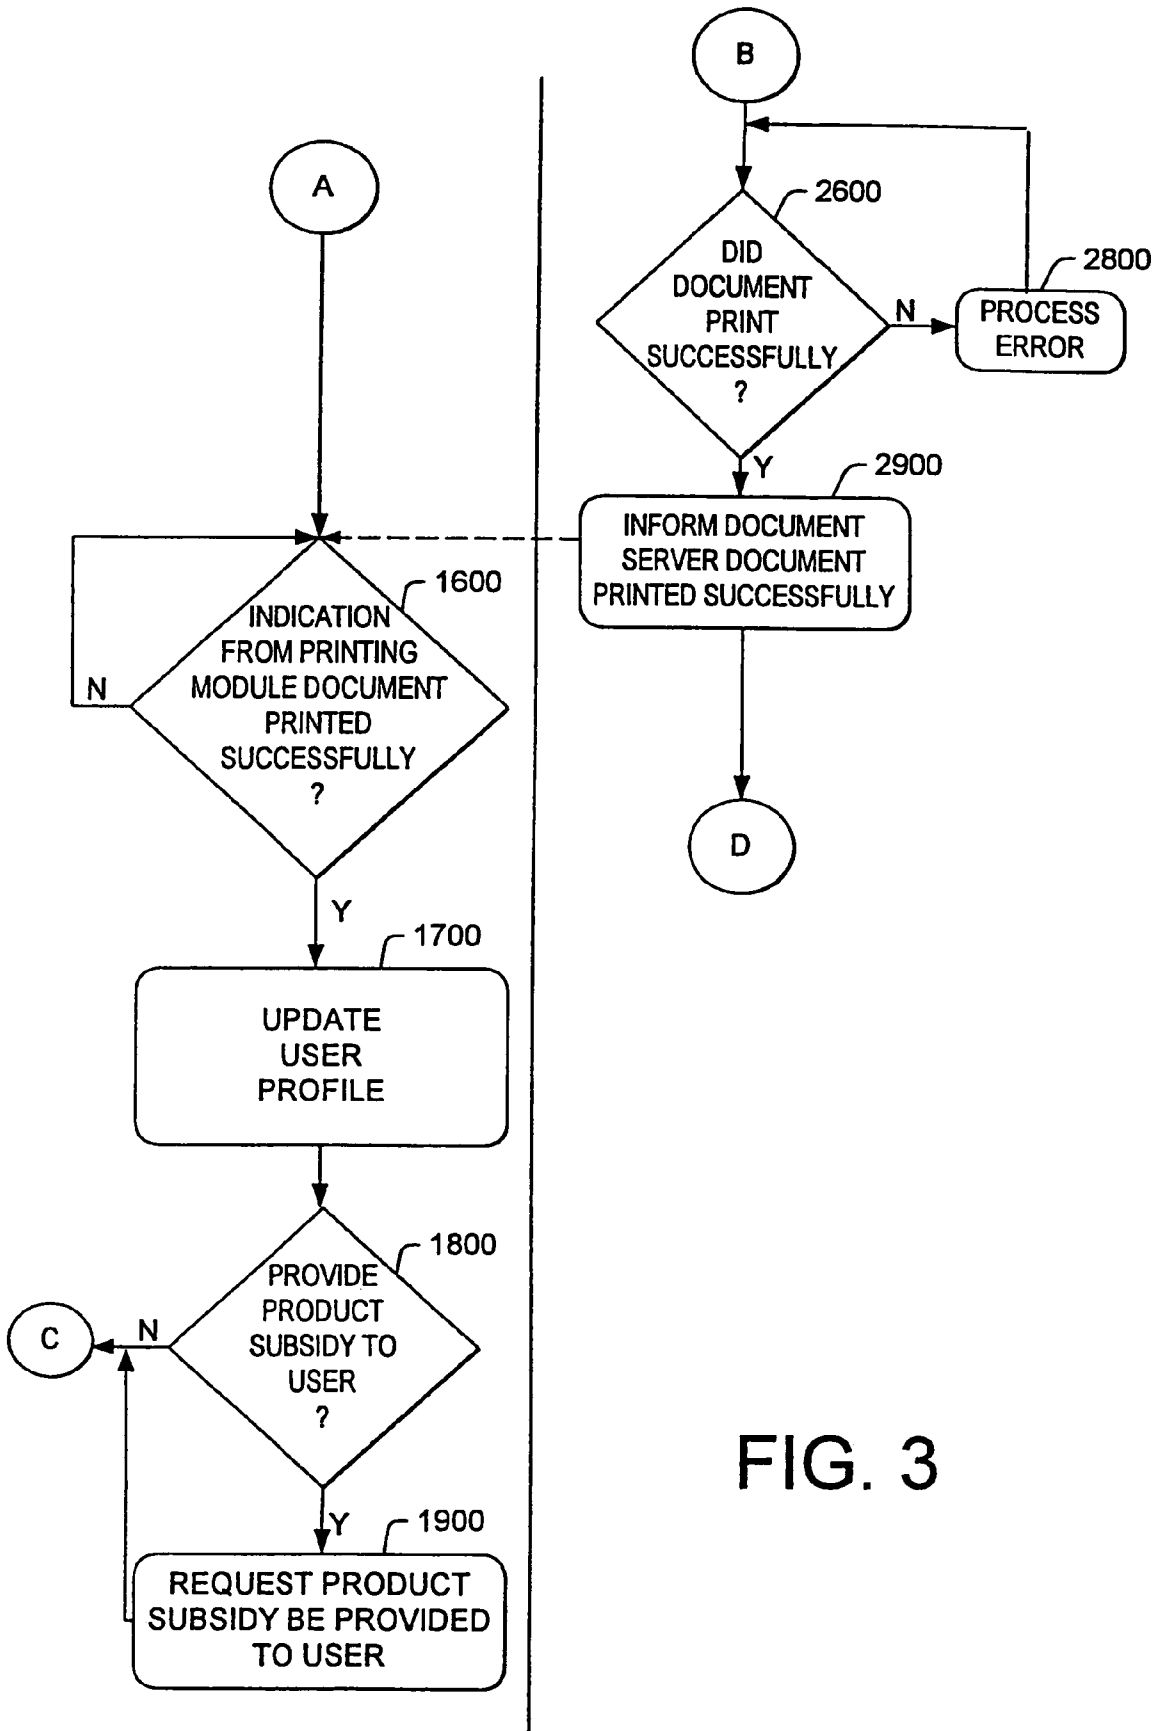 A
1600
INDICATION
FROM PRINTING
MODULE DOCUMENT
PRINTED
SUCCESSFULLY
?
N
Y
1700
UPDATE
USER
PROFILE
1800
PROVIDE
PRODUCT
SUBSIDY TO
USER
?
N
C
Y
1900
REQUEST PRODUCT
SUBSIDY BE PROVIDED
TO USER
B
2600
DID
DOCUMENT
PRINT
SUCCESSFULLY
?
N
2800
PROCESS
ERROR
Y
2900
INFORM DOCUMENT
SERVER DOCUMENT
PRINTED SUCCESSFULLY
D
FIG. 3